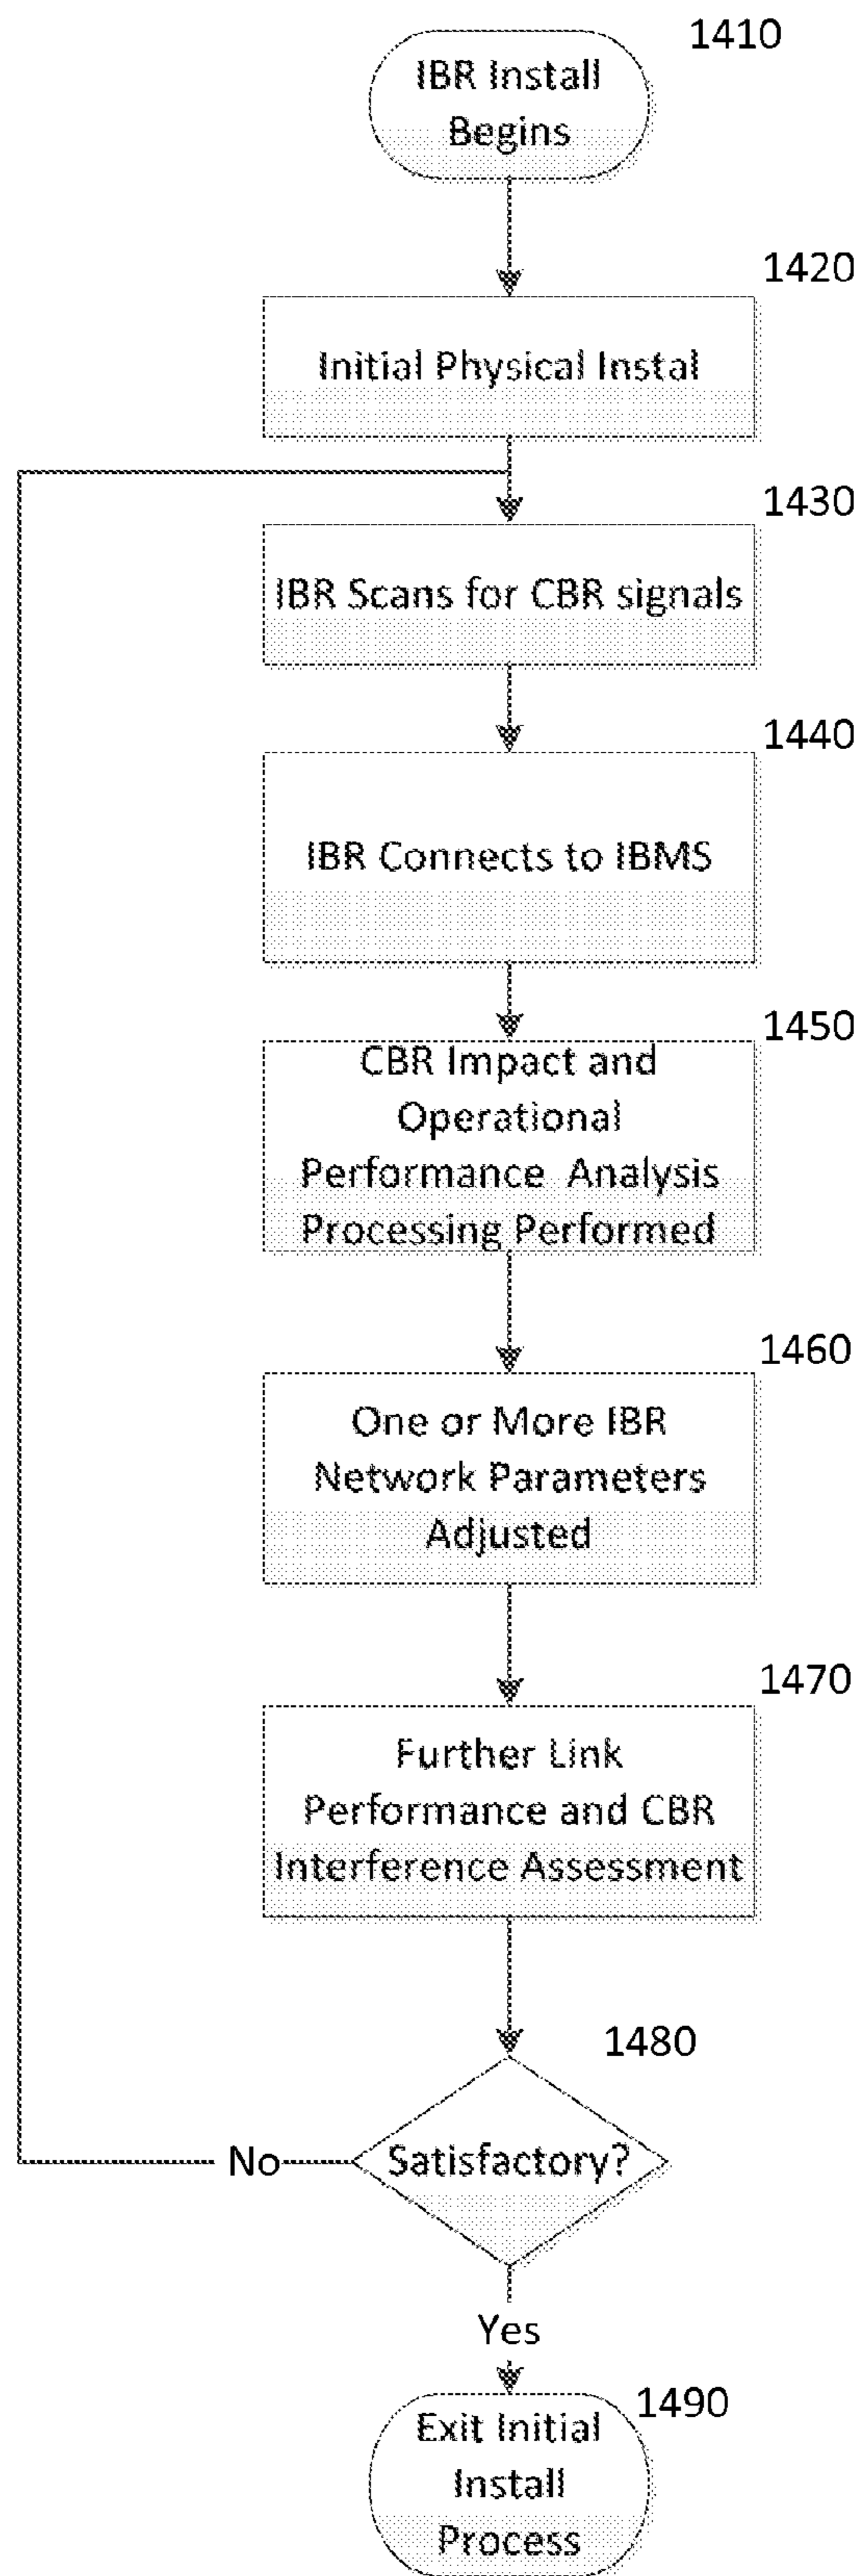 1410
IBR Install
Begins
1420
Initial Physical Instal
1430
IBR Scans for CBR signals
1440
IBR Connects to IBMS
1450
CBR Impact and
Operational
Performance Analysis
Processing Performed
1460
One or More IBR
Network Parameters
Adjusted
1470
Further Link
Performance and CBR
Interference Assessment
1480
No
Satisfactory?
Yes
1490
Exit Initial
Install
Process